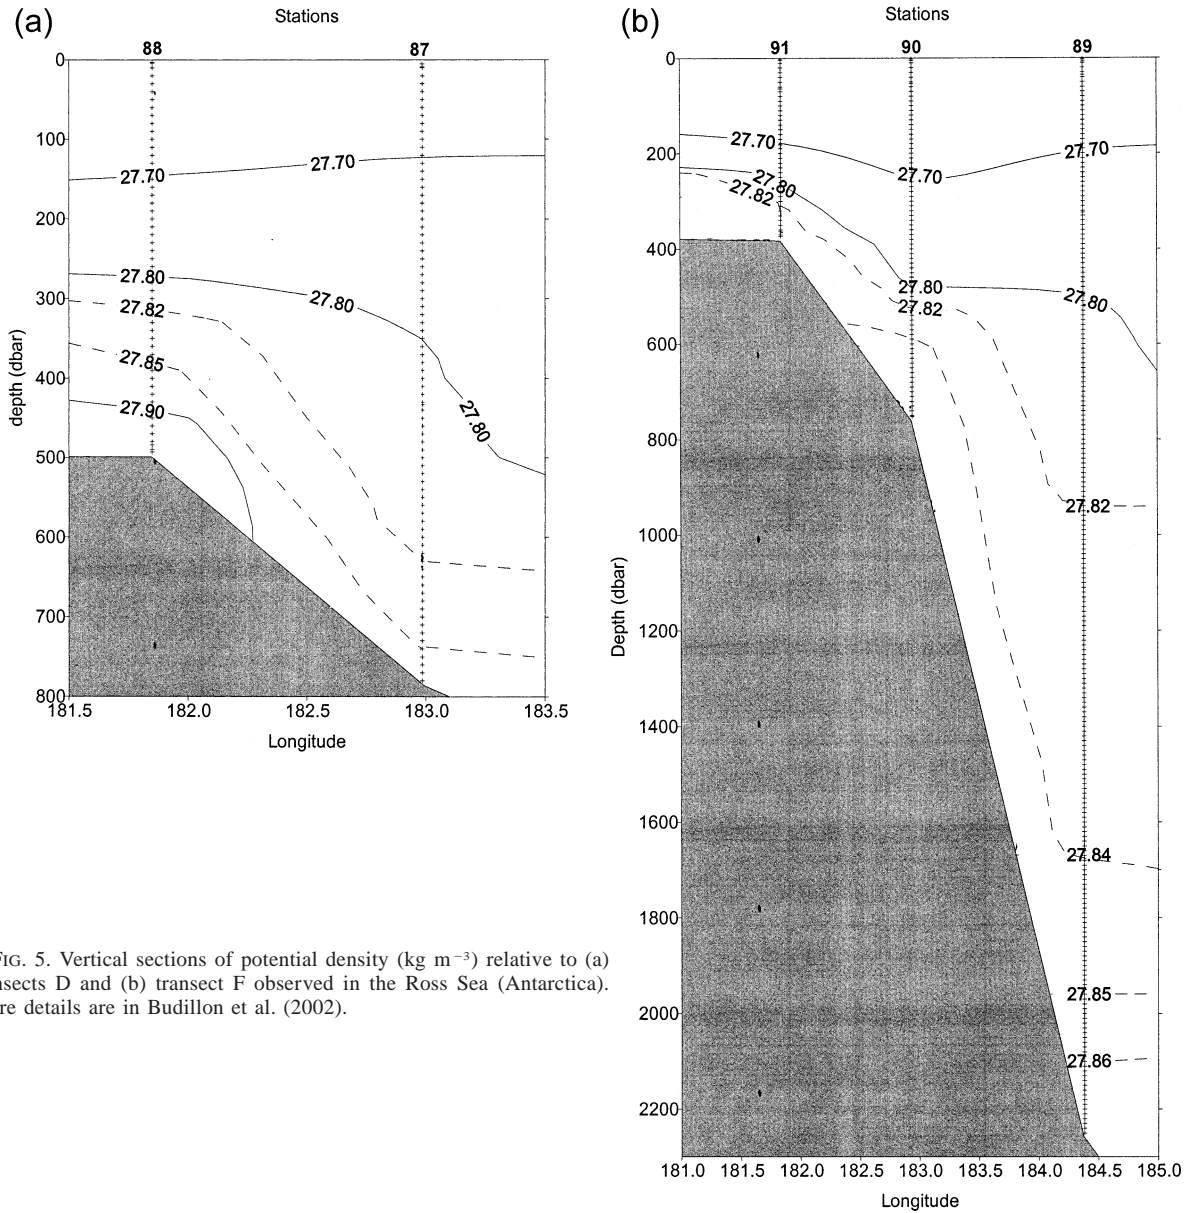 (a)
Stations
88 87
0
100
200
300
400
500
600
700
800
depth (dbar)
27.70 27.70
27.80 27.80 27.80
27.82
27.85
27.90
181.5 182.0 182.5 183.0 183.5
Longitude
(b)
Stations
91 90 89
0
200
400
600
800
1000
1200
1400
1600
1800
2000
2200
Depth (dbar)
27.70 27.70 27.70
27.80 27.80 27.80
27.82 27.82 27.82
27.84
27.85
27.86
181.0 181.5 182.0 182.5 183.0 183.5 184.0 184.5 185.0
Longitude
FIG. 5. Vertical sections of potential density (kg m⁻³) relative to (a)
nsects D and (b) transect F observed in the Ross Sea (Antarctica).
re details are in Budillon et al. (2002).